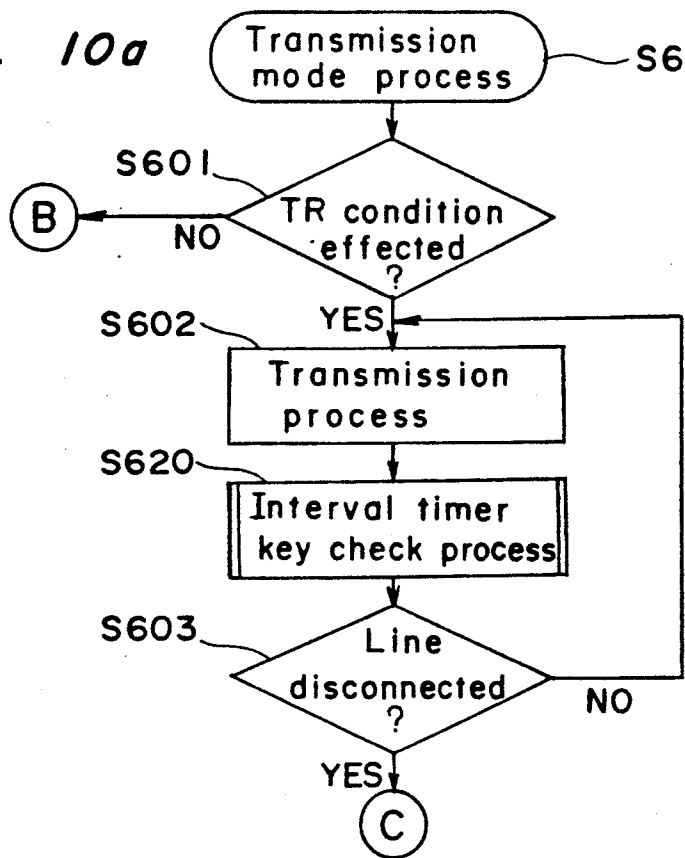 . 10a
Transmission
mode process
S6
S601
TR condition
effected
?
B
NO
YES
S602
Transmission
process
S620
Interval timer
key check process
S603
Line
disconnected
?
NO
YES
C